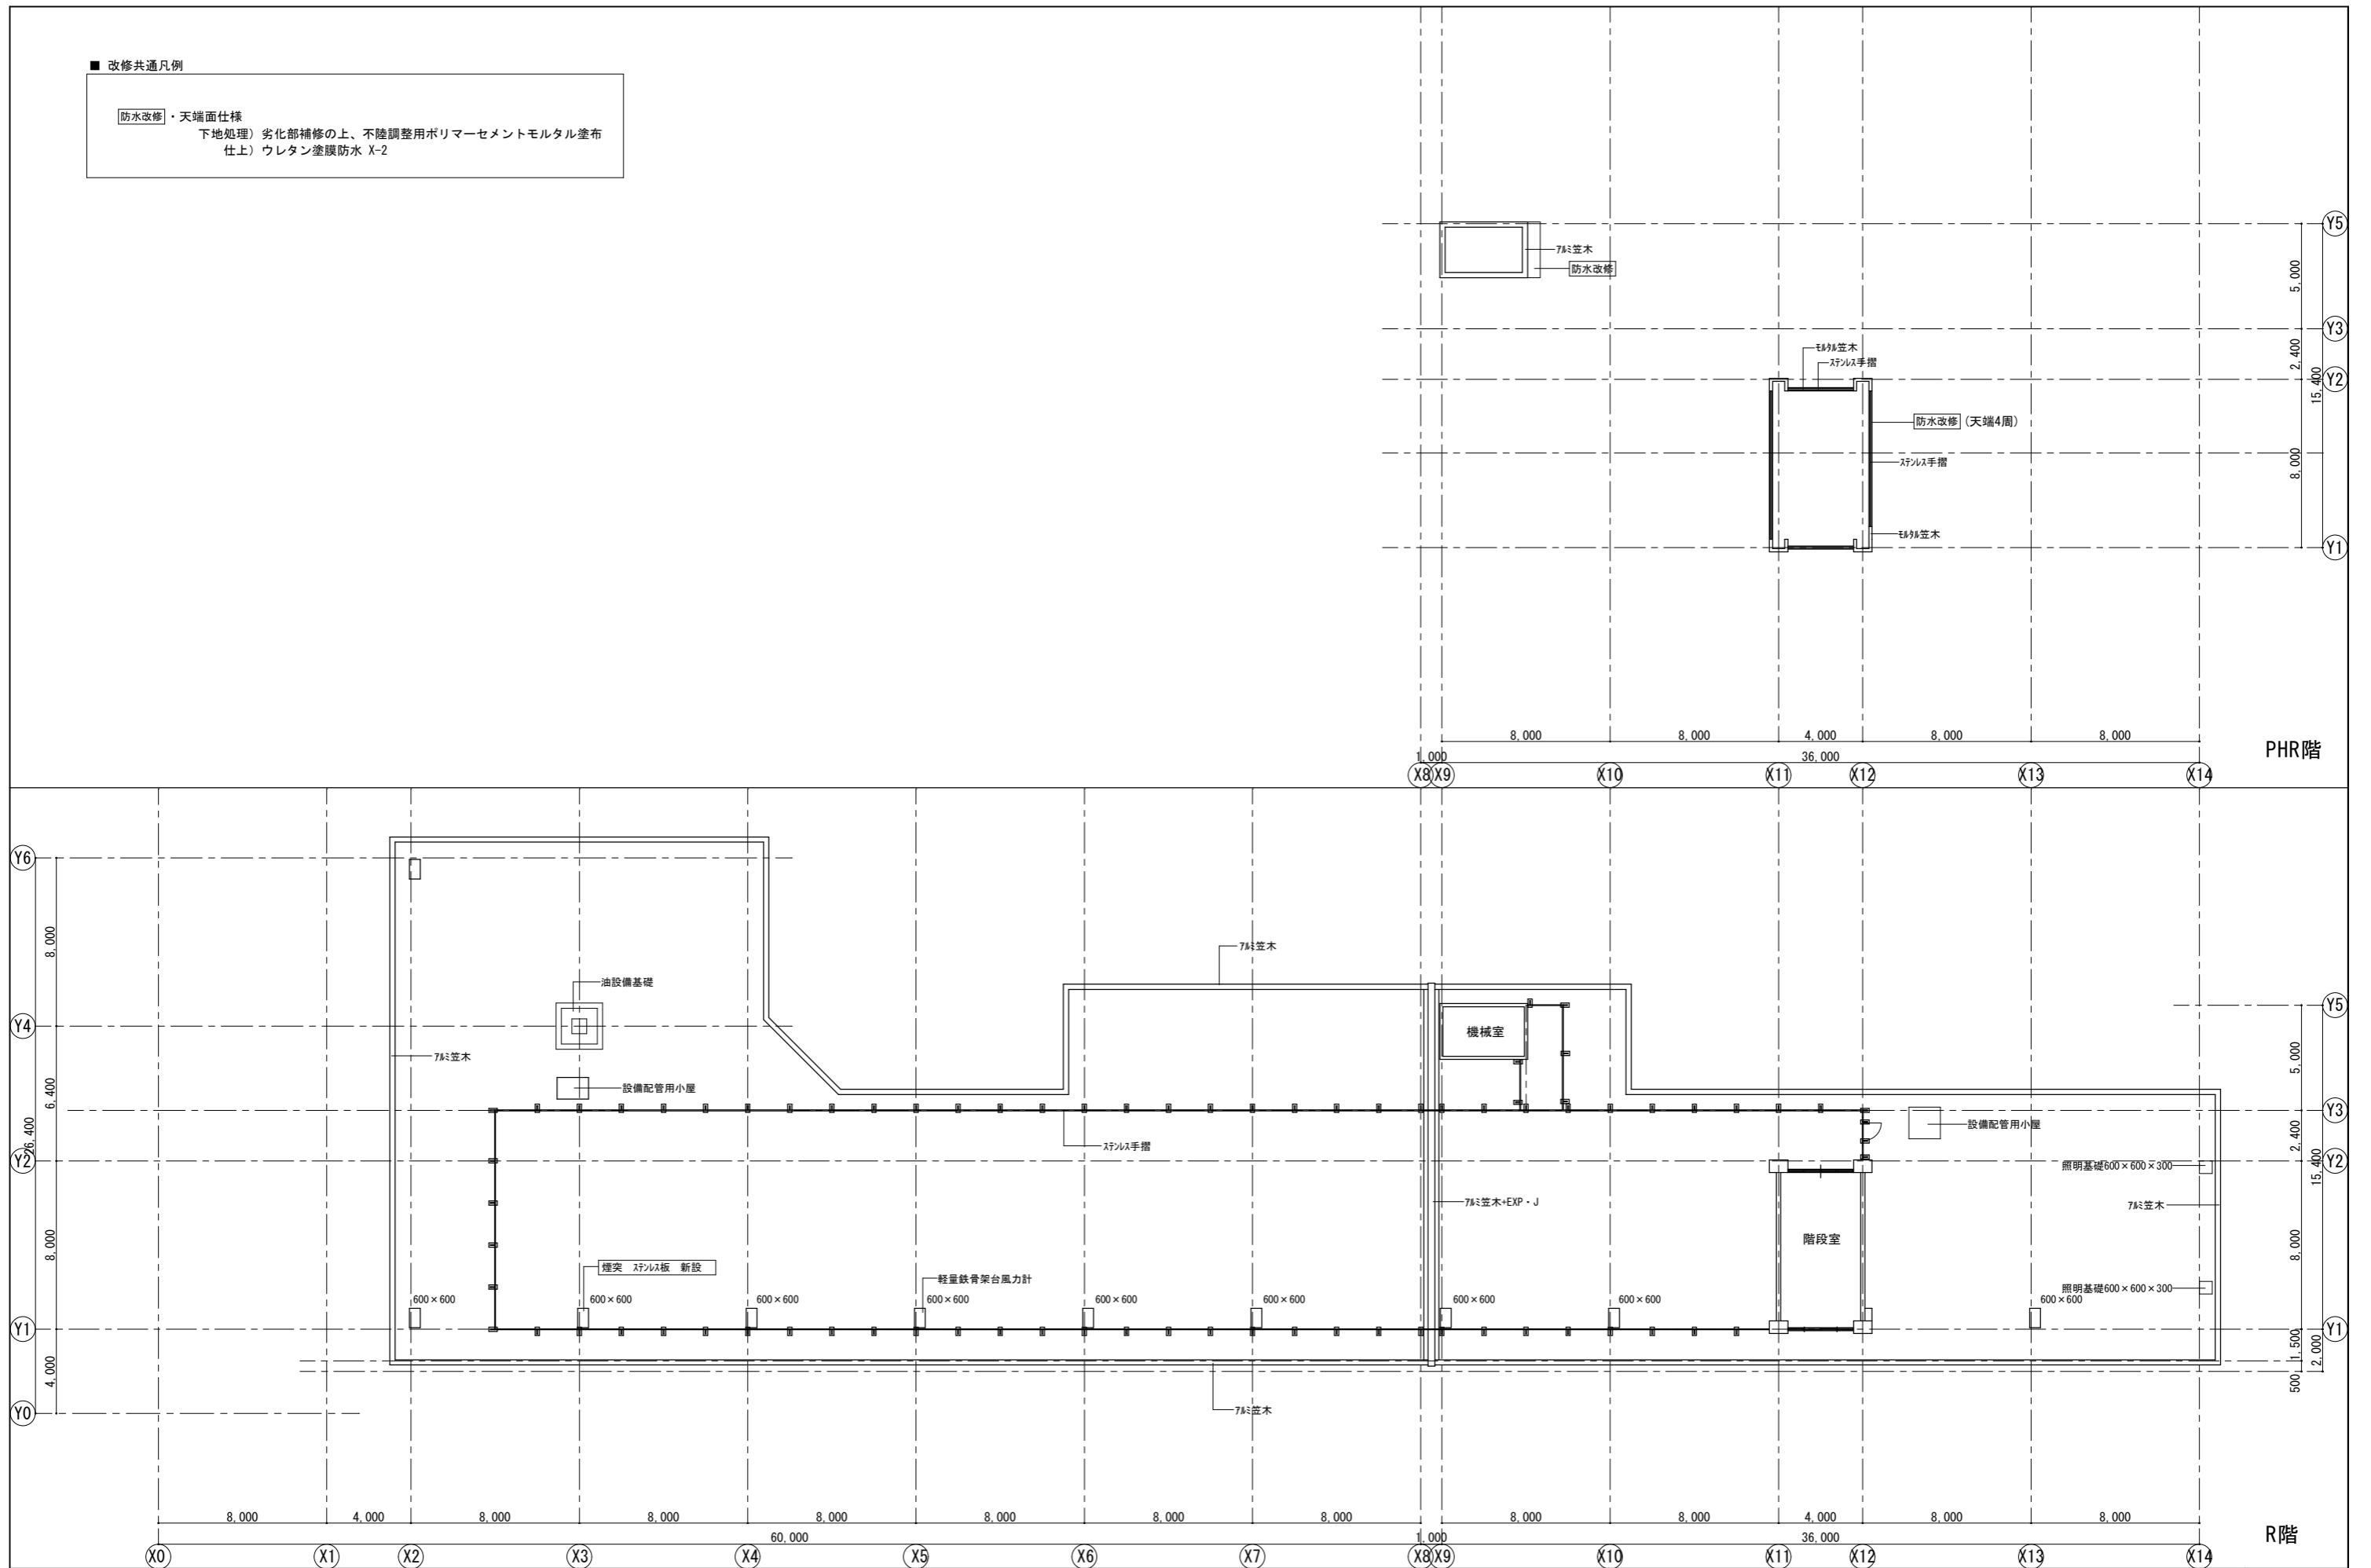 ■ 改修共通凡例
防水改修 ・天端面仕様
下地処理）劣化部補修の上、不陸調整用ポリマーセメントモルタル塗布
仕上）ウレタン塗膜防水 X-2
Y5
ｱﾙﾐ笠木
防水改修
5,000
Y3
ﾓﾙﾀﾙ笠木
ｽﾃﾝﾚｽ手摺
2,400
Y2
15,400
防水改修 (天端4周)
ｽﾃﾝﾚｽ手摺
8,000
ﾓﾙﾀﾙ笠木
Y1
8,000 8,000 4,000 8,000 8,000
1,000 36,000
PHR階
X8 X9 X10 X11 X12 X13 X14
Y6
8,000
ｱﾙﾐ笠木
油設備基礎
Y5
Y4
機械室
ｱﾙﾐ笠木
5,000
設備配管用小屋
6,400
Y3
設備配管用小屋
26,400
ｽﾃﾝﾚｽ手摺
2,400
Y2
Y2
照明基礎600×600×300
15,400
ｱﾙﾐ笠木+EXP・J
ｱﾙﾐ笠木
階段室
8,000
8,000
煙突 ｽﾃﾝﾚｽ板 新設
軽量鉄骨架台風力計
照明基礎600×600×300
600×600 600×600 600×600 600×600 600×600 600×600 600×600 600×600 600×600
Y1
Y1
1,500
2,000
4,000
500
Y0
ｱﾙﾐ笠木
8,000 4,000 8,000 8,000 8,000 8,000 8,000 8,000 8,000 8,000 4,000 8,000 8,000
60,000 1,000 36,000
R階
X0 X1 X2 X3 X4 X5 X6 X7 X8 X9 X10 X11 X12 X13 X14